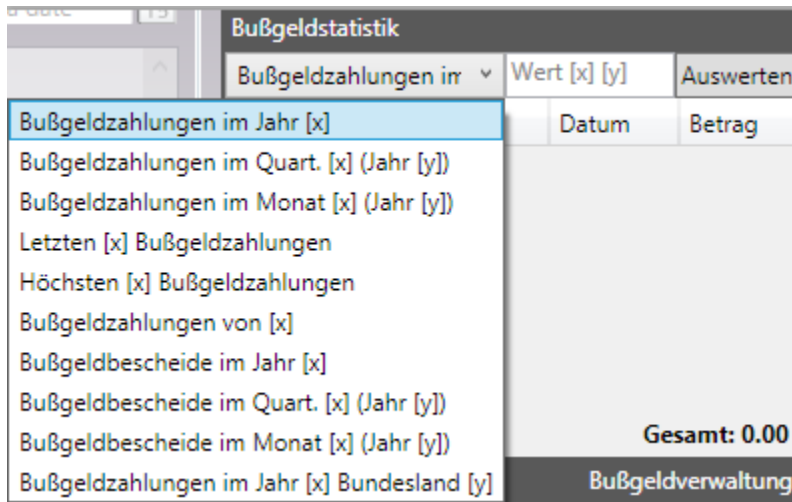 Bußgeldstatistik
Bußgeldzahlungen im
Wert [x] [y]
Auswerten
Datum
Betrag
Bußgeldzahlungen im Jahr [x]
Bußgeldzahlungen im Quart. [x] (Jahr [y])
Bußgeldzahlungen im Monat [x] (Jahr [y])
Letzten [x] Bußgeldzahlungen
Höchsten [x] Bußgeldzahlungen
Bußgeldzahlungen von [x]
Bußgeldbescheide im Jahr [x]
Bußgeldbescheide im Quart. [x] (Jahr [y])
Bußgeldbescheide im Monat [x] (Jahr [y])
Bußgeldzahlungen im Jahr [x] Bundesland [y]
Gesamt: 0.00
Bußgeldverwaltung